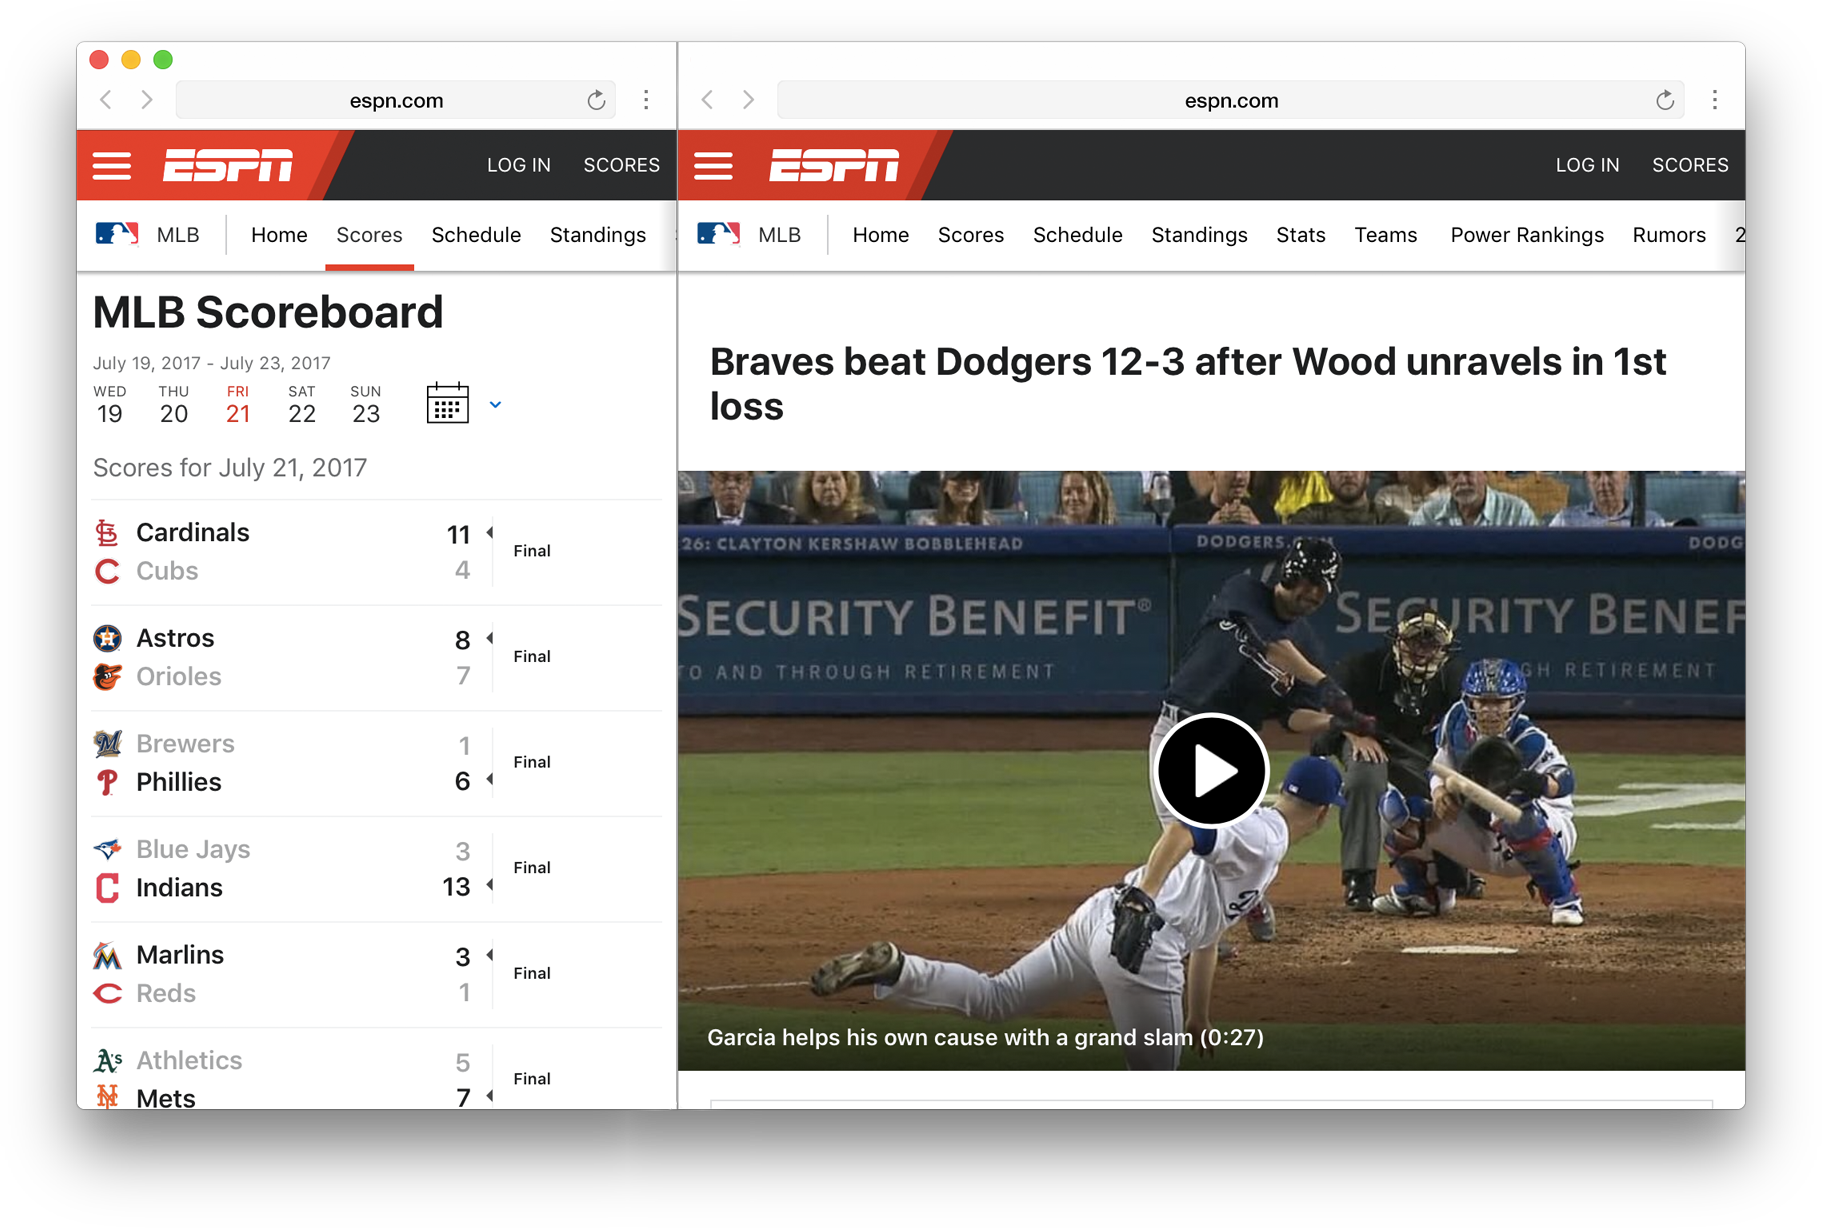 espn.com
ESPN LOG IN SCORES
MLB Home Scores Schedule Standings
MLB Scoreboard
July 19, 2017 - July 23, 2017
WED THU FRI SAT SUN
19 20 21 22 23
Scores for July 21, 2017
Cardinals 11
Final
Cubs 4
Astros 8
Final
Orioles 7
Brewers 1
Final
Phillies 6
Blue Jays 3
Final
Indians 13
Marlins 3
Final
Reds 1
Athletics 5
Final
Mets 7
espn.com
ESPN LOG IN SCORES
MLB Home Scores Schedule Standings Stats Teams Power Rankings Rumors 2
Braves beat Dodgers 12-3 after Wood unravels in 1st
loss
26: CLAYTON KERSHAW BOBBLEHEAD DODGERS.COM DODG
SECURITY BENEFIT® SECURITY BENEF
TO AND THROUGH RETIREMENT GH RETIREMENT
Garcia helps his own cause with a grand slam (0:27)